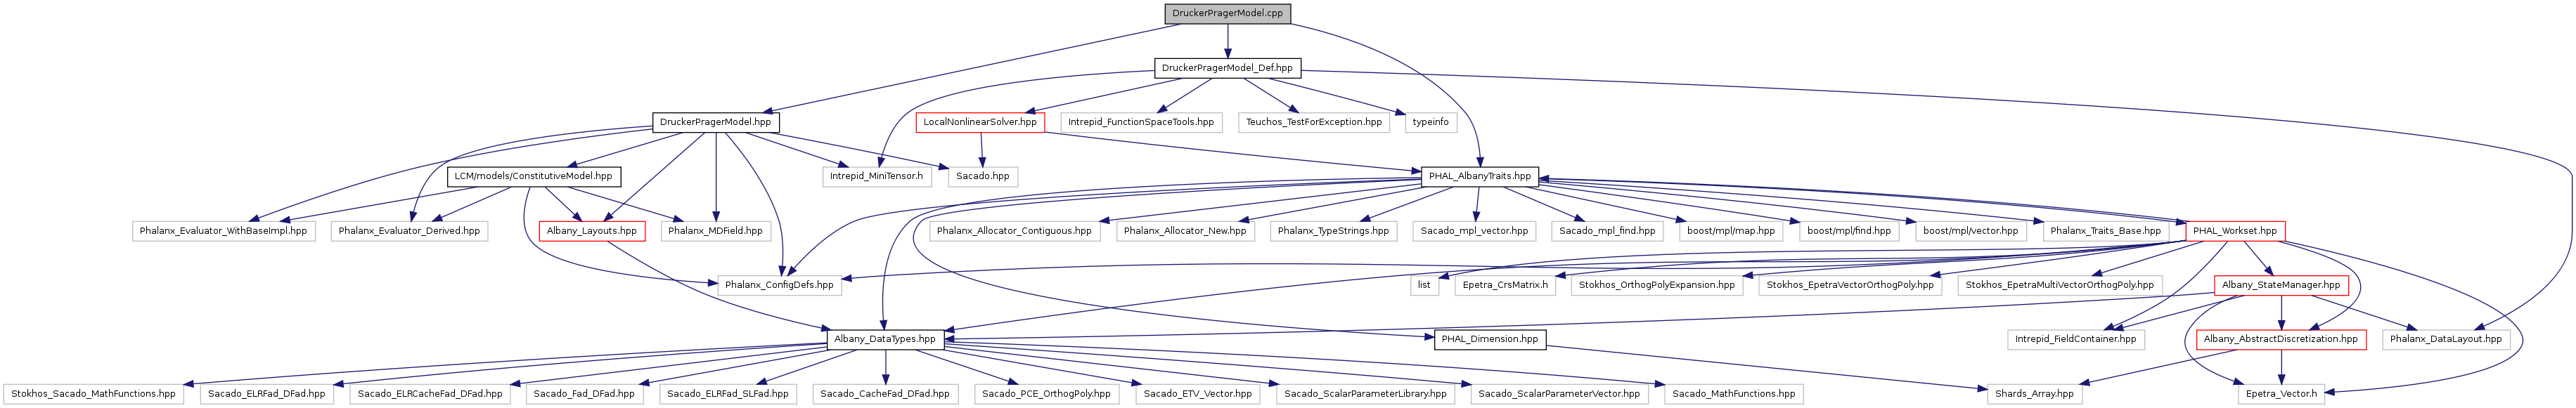 DruckerPragerModel.cpp
DruckerPragerModel_Def.hpp
DruckerPragerModel.hpp
LocalNonlinearSolver.hpp
Intrepid_FunctionSpaceTools.hpp
Teuchos_TestForException.hpp
typeinfo
LCM/models/ConstitutiveModel.hpp
Intrepid_MiniTensor.h
Sacado.hpp
PHAL_AlbanyTraits.hpp
Phalanx_Evaluator_WithBaseImpl.hpp
Phalanx_Evaluator_Derived.hpp
Albany_Layouts.hpp
Phalanx_MDField.hpp
Phalanx_Allocator_Contiguous.hpp
Phalanx_Allocator_New.hpp
Phalanx_TypeStrings.hpp
Sacado_mpl_vector.hpp
Sacado_mpl_find.hpp
boost/mpl/map.hpp
boost/mpl/find.hpp
boost/mpl/vector.hpp
Phalanx_Traits_Base.hpp
PHAL_Workset.hpp
Phalanx_ConfigDefs.hpp
list
Epetra_CrsMatrix.h
Stokhos_OrthogPolyExpansion.hpp
Stokhos_EpetraVectorOrthogPoly.hpp
Stokhos_EpetraMultiVectorOrthogPoly.hpp
Albany_StateManager.hpp
Albany_DataTypes.hpp
PHAL_Dimension.hpp
Intrepid_FieldContainer.hpp
Albany_AbstractDiscretization.hpp
Phalanx_DataLayout.hpp
Stokhos_Sacado_MathFunctions.hpp
Sacado_ELRFad_DFad.hpp
Sacado_ELRCacheFad_DFad.hpp
Sacado_Fad_DFad.hpp
Sacado_ELRFad_SLFad.hpp
Sacado_CacheFad_DFad.hpp
Sacado_PCE_OrthogPoly.hpp
Sacado_ETV_Vector.hpp
Sacado_ScalarParameterLibrary.hpp
Sacado_ScalarParameterVector.hpp
Sacado_MathFunctions.hpp
Shards_Array.hpp
Epetra_Vector.h